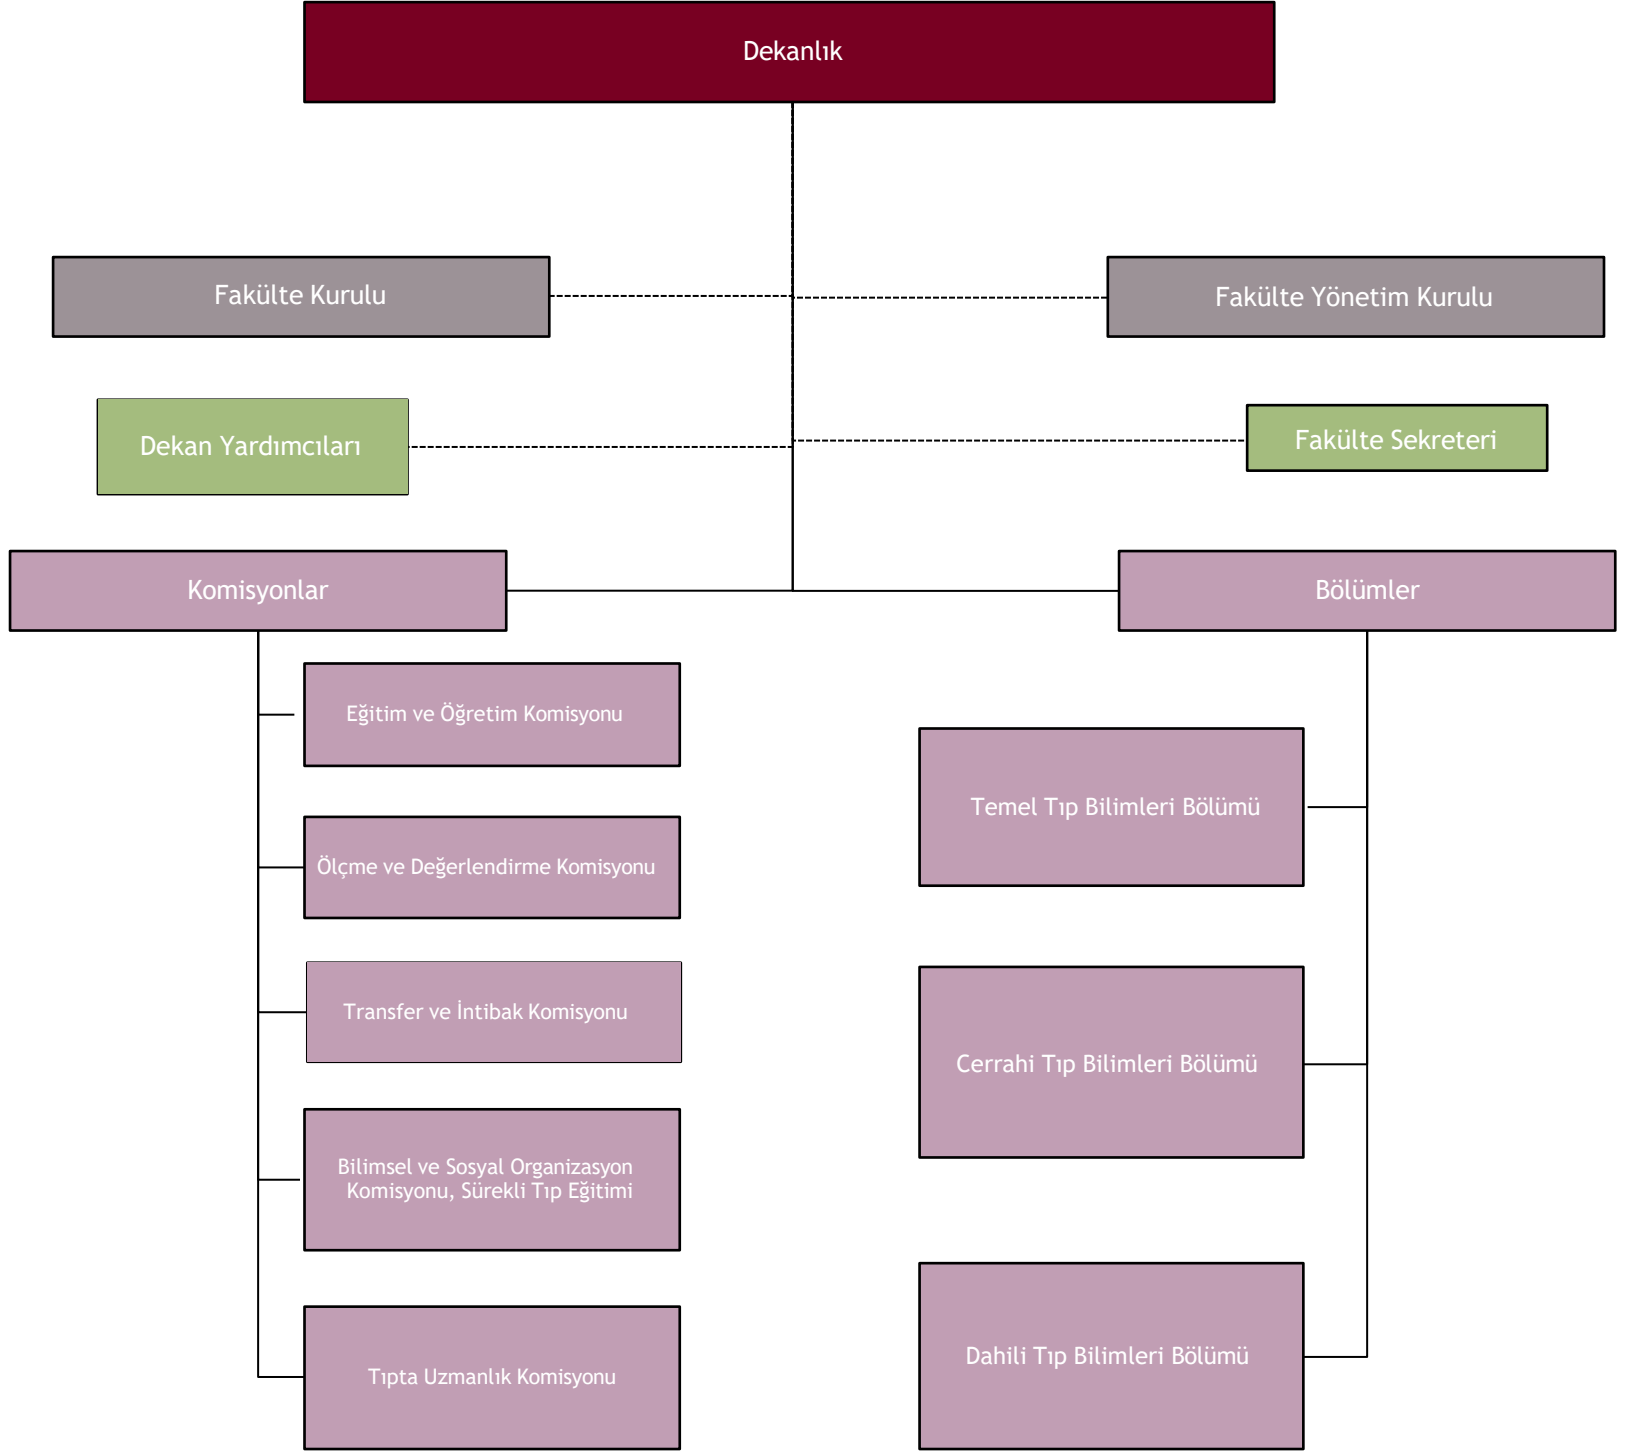 Dekanlık
Fakülte Kurulu
Fakülte Yönetim Kurulu
Dekan Yardımcıları
Fakülte Sekreteri
Komisyonlar
Bölümler
Eğitim ve Öğretim Komisyonu
Ölçme ve Değerlendirme Komisyonu
Transfer ve İntibak Komisyonu
Bilimsel ve Sosyal Organizasyon
Komisyonu, Sürekli Tıp Eğitimi
Tıpta Uzmanlık Komisyonu
Temel Tıp Bilimleri Bölümü
Cerrahi Tıp Bilimleri Bölümü
Dahili Tıp Bilimleri Bölümü